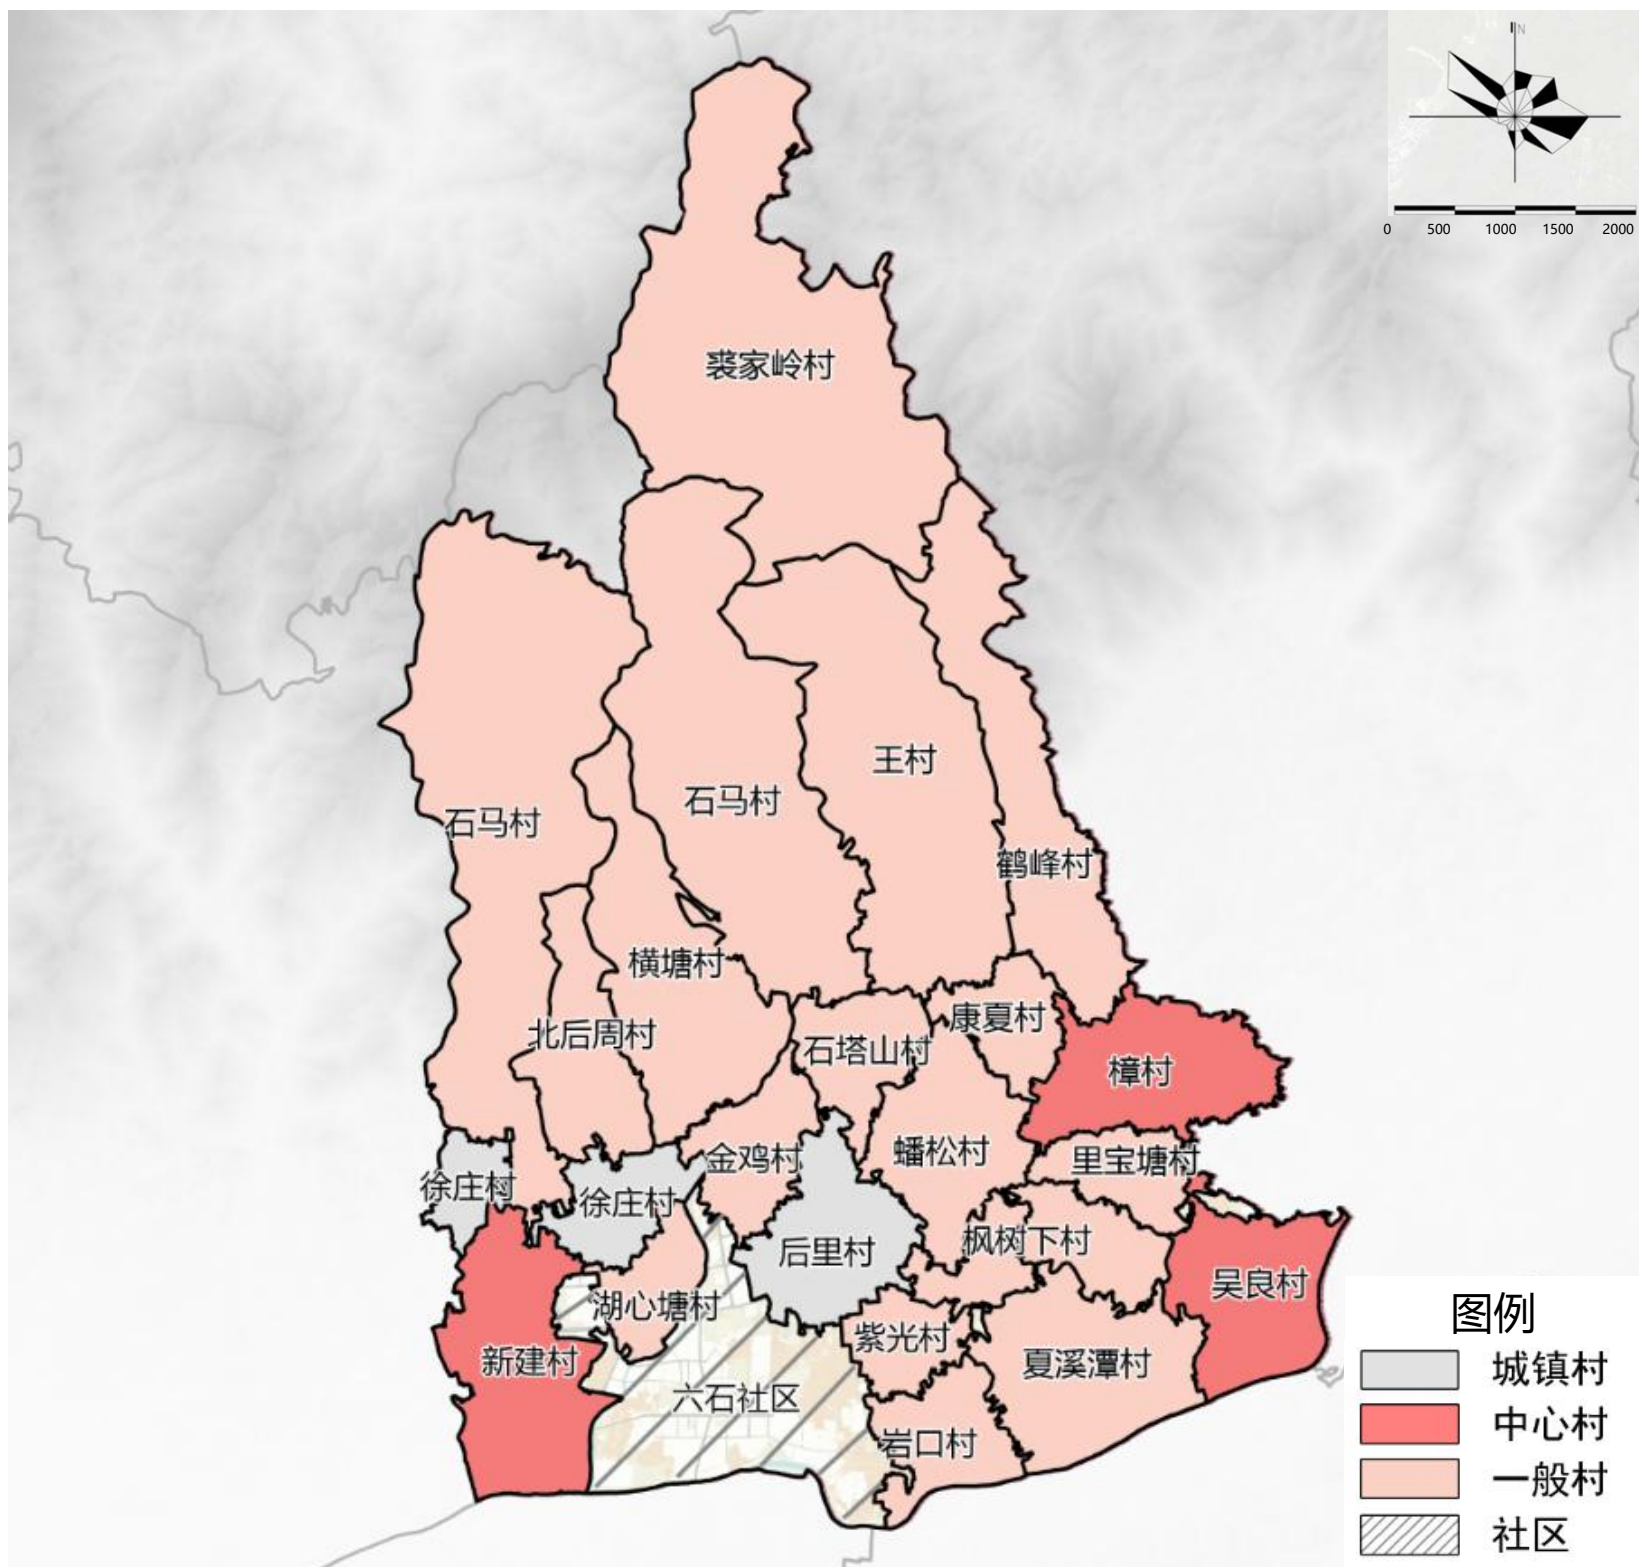 N
0 500 1000 1500 2000
裘家岭村
王村
石马村
石马村
鹤峰村
横塘村
康夏村
北后周村
石塔山村
樟村
蟠松村
金鸡村
里宝塘村
徐庄村
徐庄村
枫树下村
后里村
吴良村
湖心塘村
紫光村
新建村
夏溪潭村
六石社区
岩口村
图例
城镇村
中心村
一般村
社区